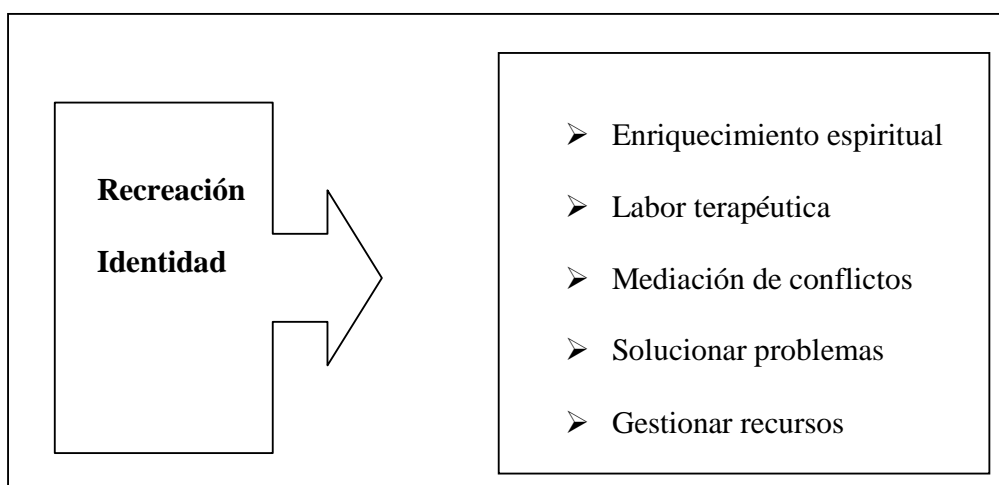 Recreación
Identidad
➢ Enriquecimiento espiritual
➢ Labor terapéutica
➢ Mediación de conflictos
➢ Solucionar problemas
➢ Gestionar recursos